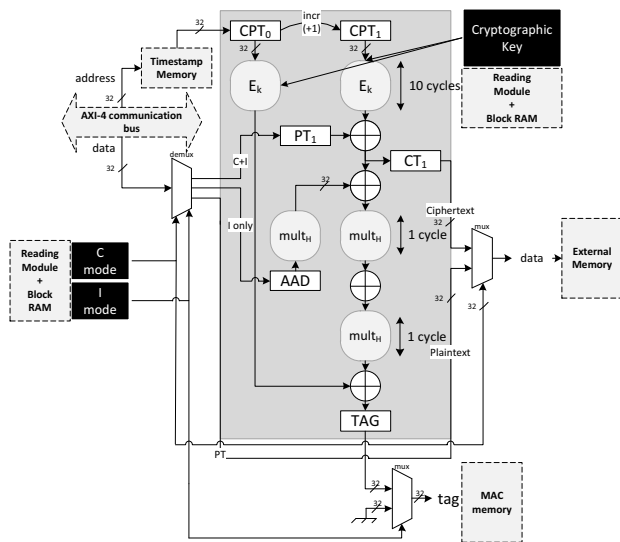 32
CPT0
incr
(+1)
CPT1
Cryptographic
Key
32
32
Timestamp
Memory
address
32
Ek
Ek
10 cycles
Reading
Module
+
Block RAM
AXI-4 communication
bus
data
32
demux
C+I
PT1
CT1
32
I only
Ciphertext
32
mux
Reading
Module
+
Block
RAM
C
mode
I
mode
multH
multH
1 cycle
data
External
Memory
AAD
32
32
multH
1 cycle
Plaintext
TAG
PT
mux
32
32
32
tag
MAC
memory